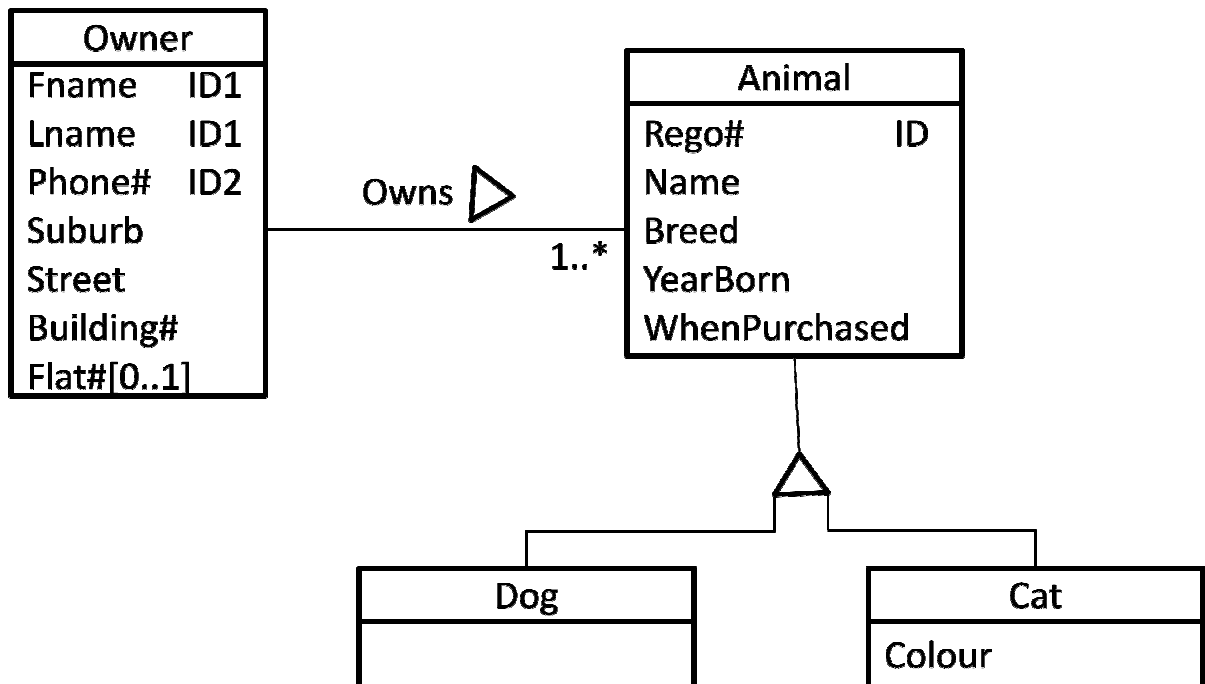 Owner
Fname ID1
Lname ID1
Phone# ID2
Suburb
Street
Building#
Flat#[0..1]
Owns
1..*
Animal
Rego# ID
Name
Breed
YearBorn
WhenPurchased
Dog
Cat
Colour